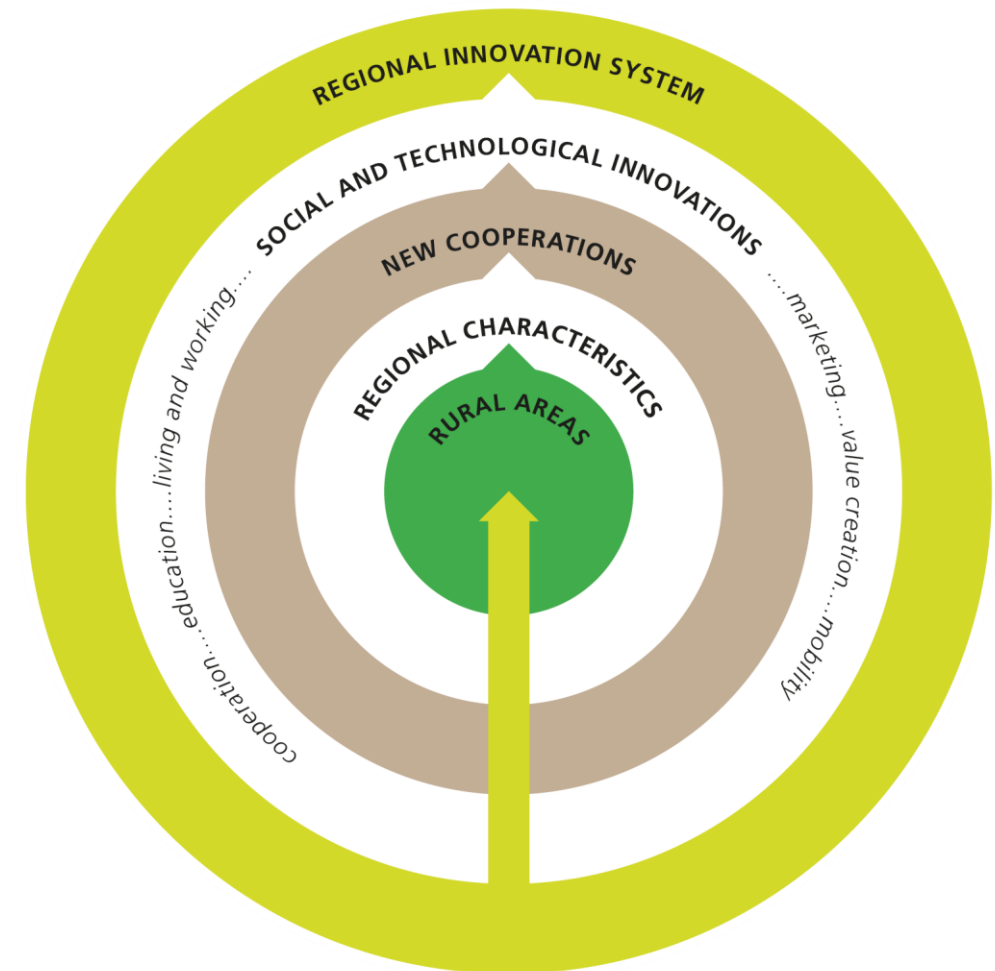 REGIONAL INNOVATION SYSTEM
SOCIAL AND TECHNOLOGICAL INNOVATIONS
NEW COOPERATIONS
REGIONAL CHARACTERISTICS
RURAL AREAS
cooperation....education....living and working....
....marketing....value creation....mobility